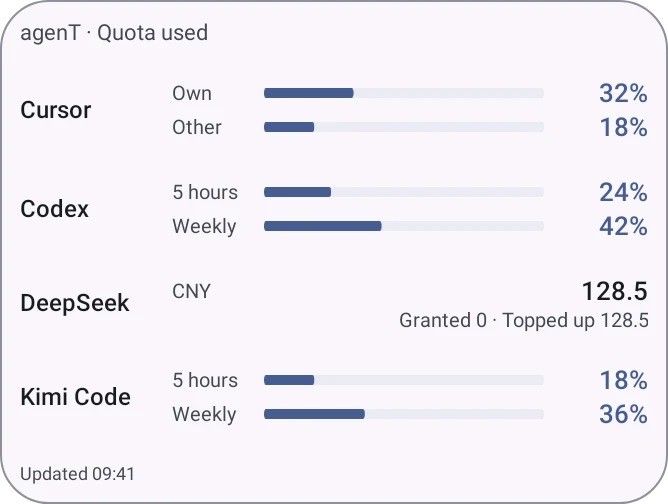 agenT · Quota used
Cursor
Own 32%
Other 18%
Codex
5 hours 24%
Weekly 42%
DeepSeek
CNY 128.5
Granted 0 · Topped up 128.5
Kimi Code
5 hours 18%
Weekly 36%
Updated 09:41